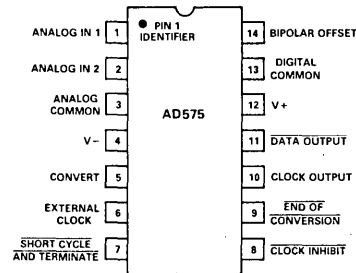 PIN 1
IDENTIFIER
AD575
ANALOG IN 1 1
ANALOG IN 2 2
ANALOG
COMMON 3
V- 4
CONVERT 5
EXTERNAL
CLOCK 6
SHORT CYCLE
AND TERMINATE 7
14 BIPOLAR OFFSET
13 DIGITAL
COMMON
12 V+
11 DATA OUTPUT
10 CLOCK OUTPUT
9 END OF
CONVERSION
8 CLOCK INHIBIT